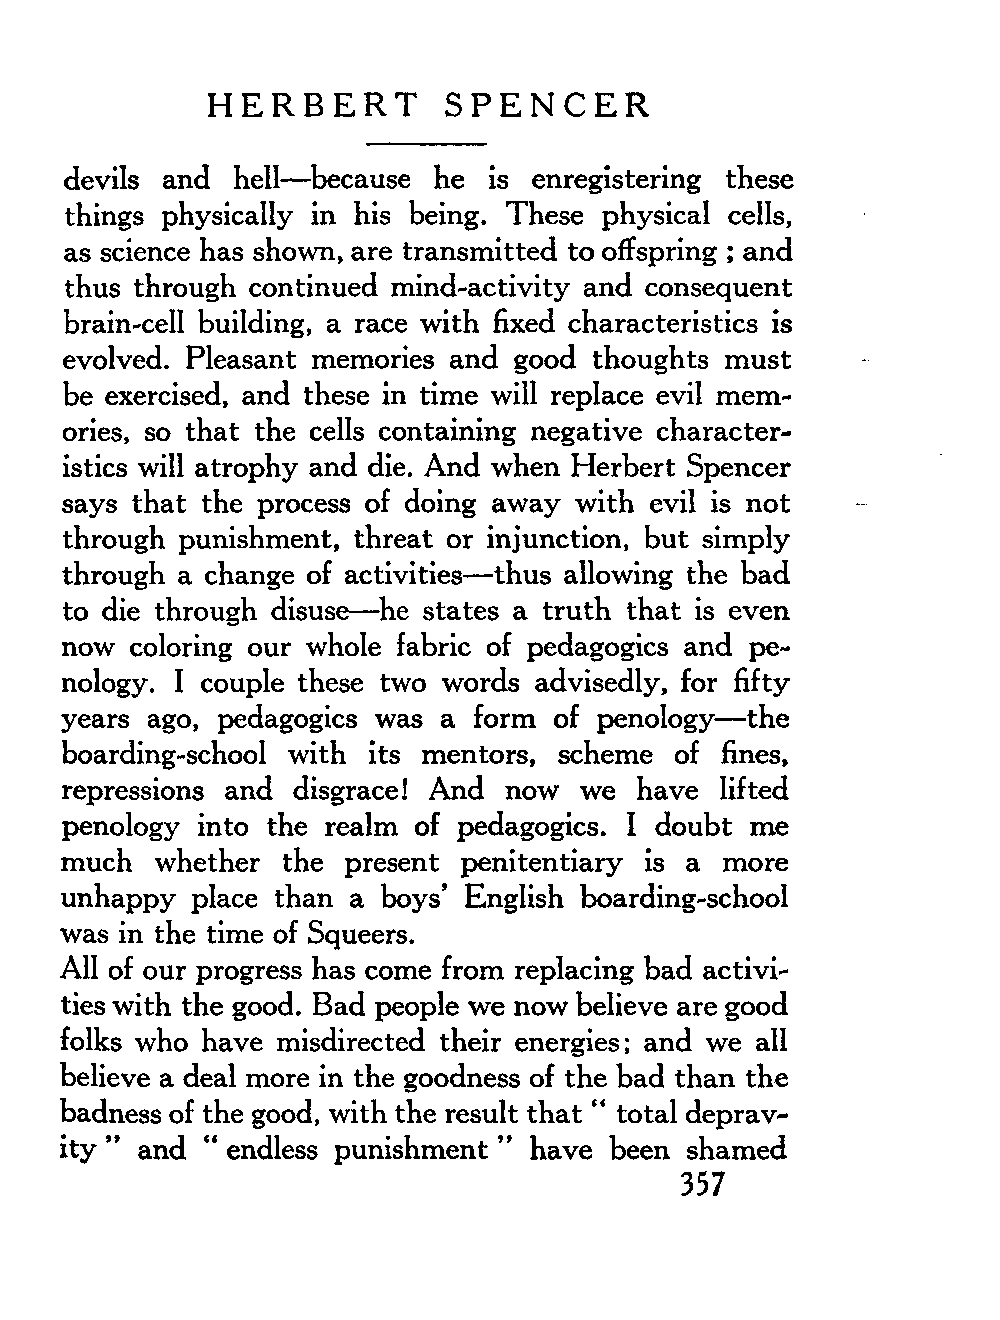 HERBERT SPENCER
devils and hell—because he is enregistering these
things physically in his being. These physical cells,
as science has shown, are transmitted to offspring ; and
thus through continued mind-activity and consequent
brain-cell building, a race with fixed characteristics is
evolved. Pleasant memories and good thoughts must
be exercised, and these in time will replace evil mem-
ories, so that the cells containing negative character-
istics will atrophy and die. And when Herbert Spencer
says that the process of doing away with evil is not
through punishment, threat or injunction, but simply
through a change of activities—thus allowing the bad
to die through disuse—he states a truth that is even
now coloring our whole fabric of pedagogics and pe-
nology. I couple these two words advisedly, for fifty
years ago, pedagogics was a form of penology—the
boarding-school with its mentors, scheme of fines,
repressions and disgrace! And now we have lifted
penology into the realm of pedagogics. I doubt me
much whether the present penitentiary is a more
unhappy place than a boys' English boarding-school
was in the time of Squeers.
All of our progress has come from replacing bad activi-
ties with the good. Bad people we now believe are good
folks who have misdirected their energies; and we all
believe a deal more in the goodness of the bad than the
badness of the good, with the result that " total deprav-
ity " and " endless punishment " have been shamed
357